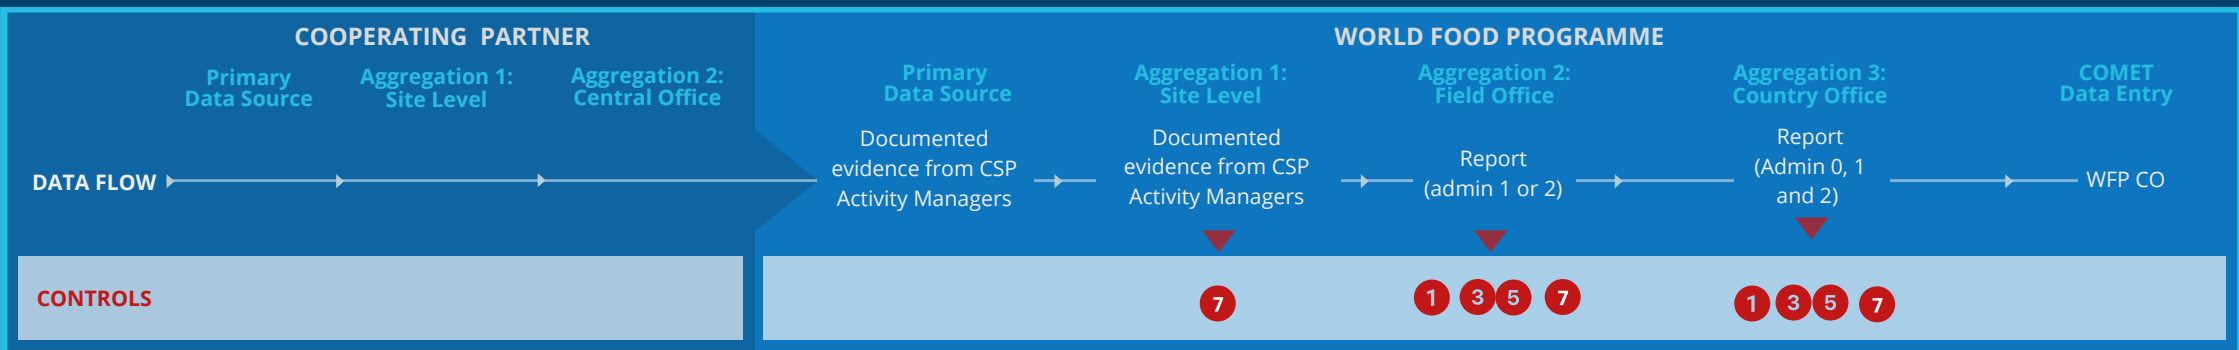 COOPERATING PARTNER
WORLD FOOD PROGRAMME
Primary
Data Source
Aggregation 1:
Site Level
Aggregation 2:
Central Office
Primary
Data Source
Aggregation 1:
Site Level
Aggregation 2:
Field Office
Aggregation 3:
Country Office
COMET
Data Entry
DATA FLOW
Documented
evidence from CSP
Activity Managers
Documented
evidence from CSP
Activity Managers
Report
(admin 1 or 2)
Report
(Admin 0, 1
and 2)
WFP CO
CONTROLS
7
1 3 5 7
1 3 5 7